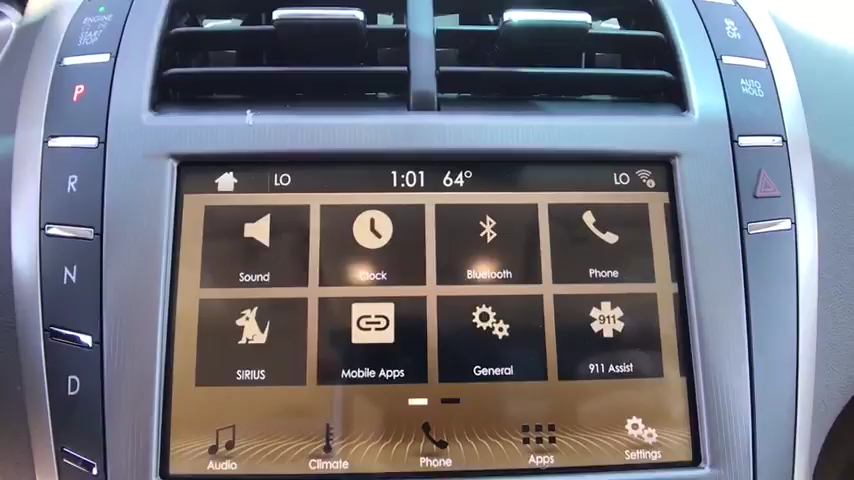 ENGINE
START
STOP
OFF
P
AUTO
HOLD
R
N
D
LO 1:01 64° LO
Sound Clock Bluetooth Phone
911
SIRIUS Mobile Apps General 911 Assist
Audio Climate Phone Apps Settings